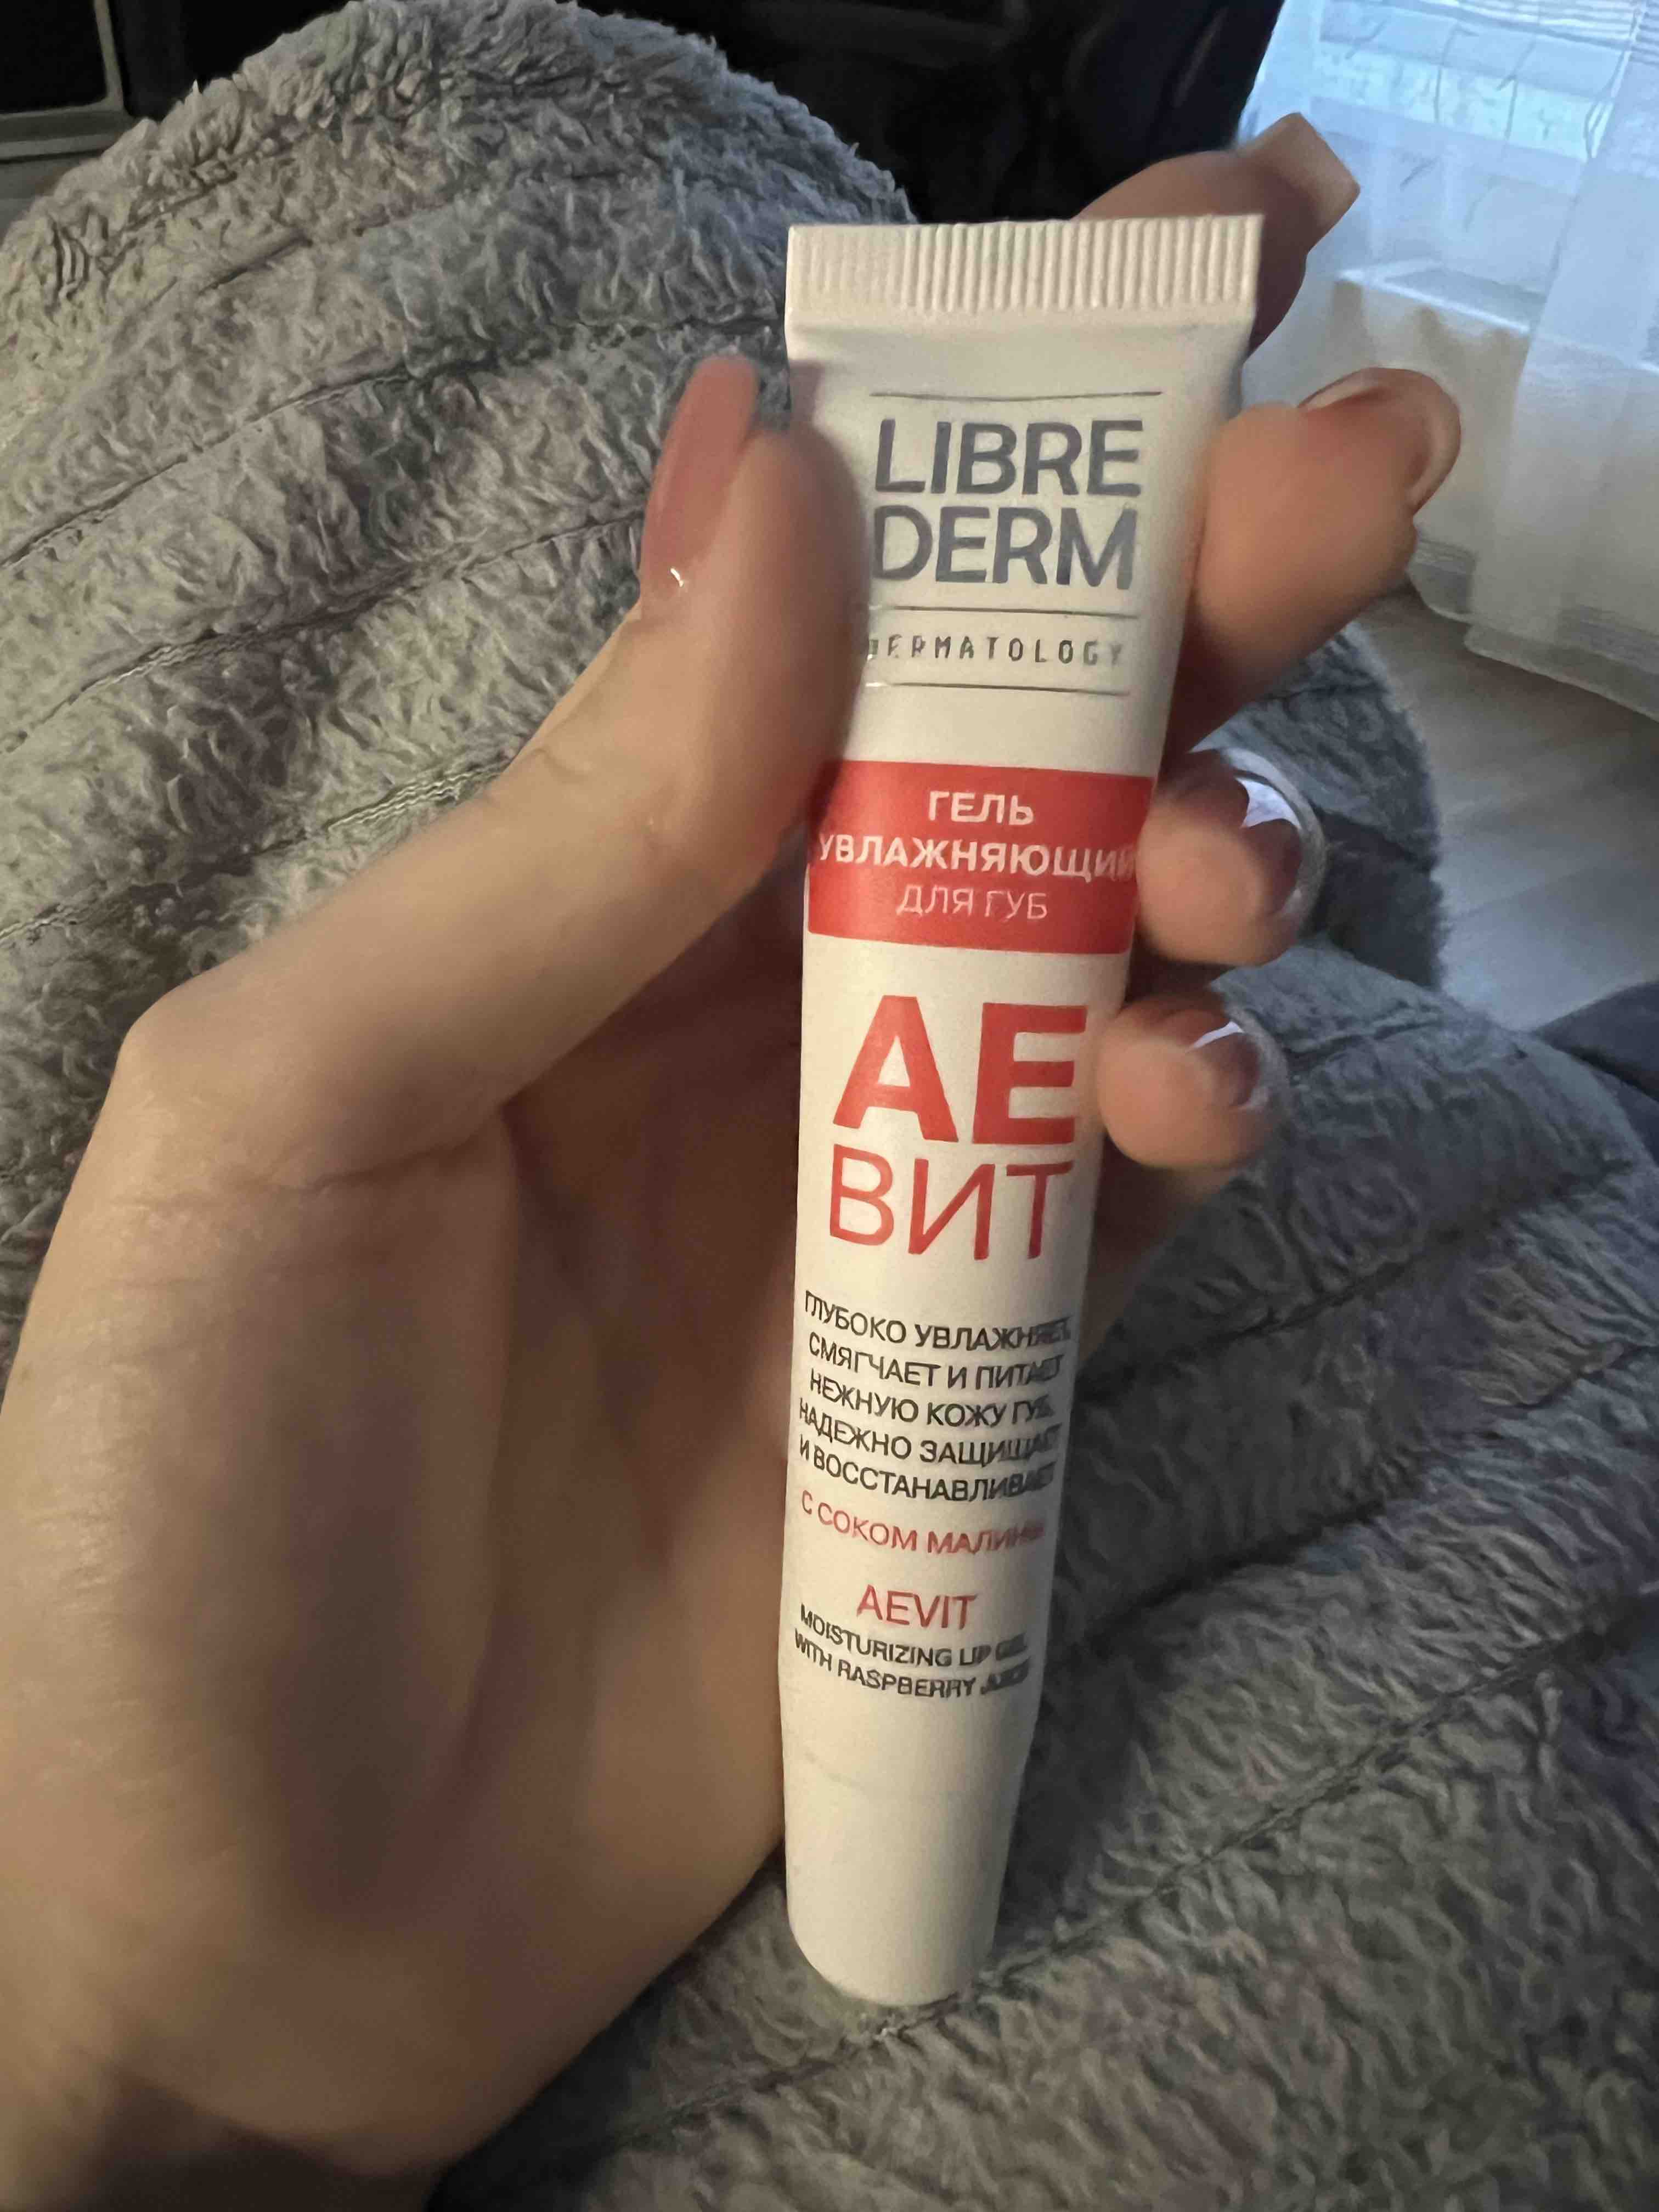 LIBRE
DERM
DERMATOLOGY
ГЕЛЬ
УВЛАЖНЯЮЩИЙ
ДЛЯ ГУБ
АЕ
ВИТ
ГЛУБОКО УВЛАЖНЯЕТ,
СМЯГЧАЕТ И ПИТАЕТ
НЕЖНУЮ КОЖУ ГУБ,
НАДЕЖНО ЗАЩИЩАЕТ
И ВОССТАНАВЛИВАЕТ
С СОКОМ МАЛИНЫ
AEVIT
MOISTURIZING LIP GEL
WITH RASPBERRY JUICE